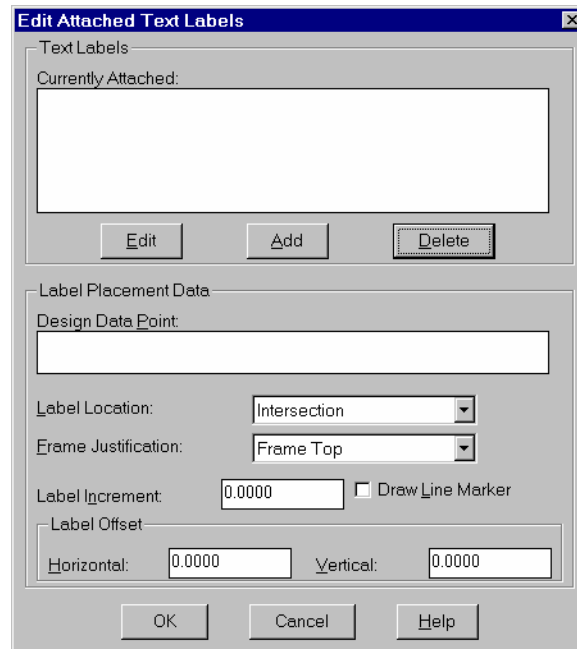 Edit Attached Text Labels
Text Labels
Currently Attached:
Edit Add Delete
Label Placement Data
Design Data Point:
Label Location: Intersection
Frame Justification: Frame Top
Label Increment: 0.0000 Draw Line Marker
Label Offset
Horizontal: 0.0000 Vertical: 0.0000
OK Cancel Help